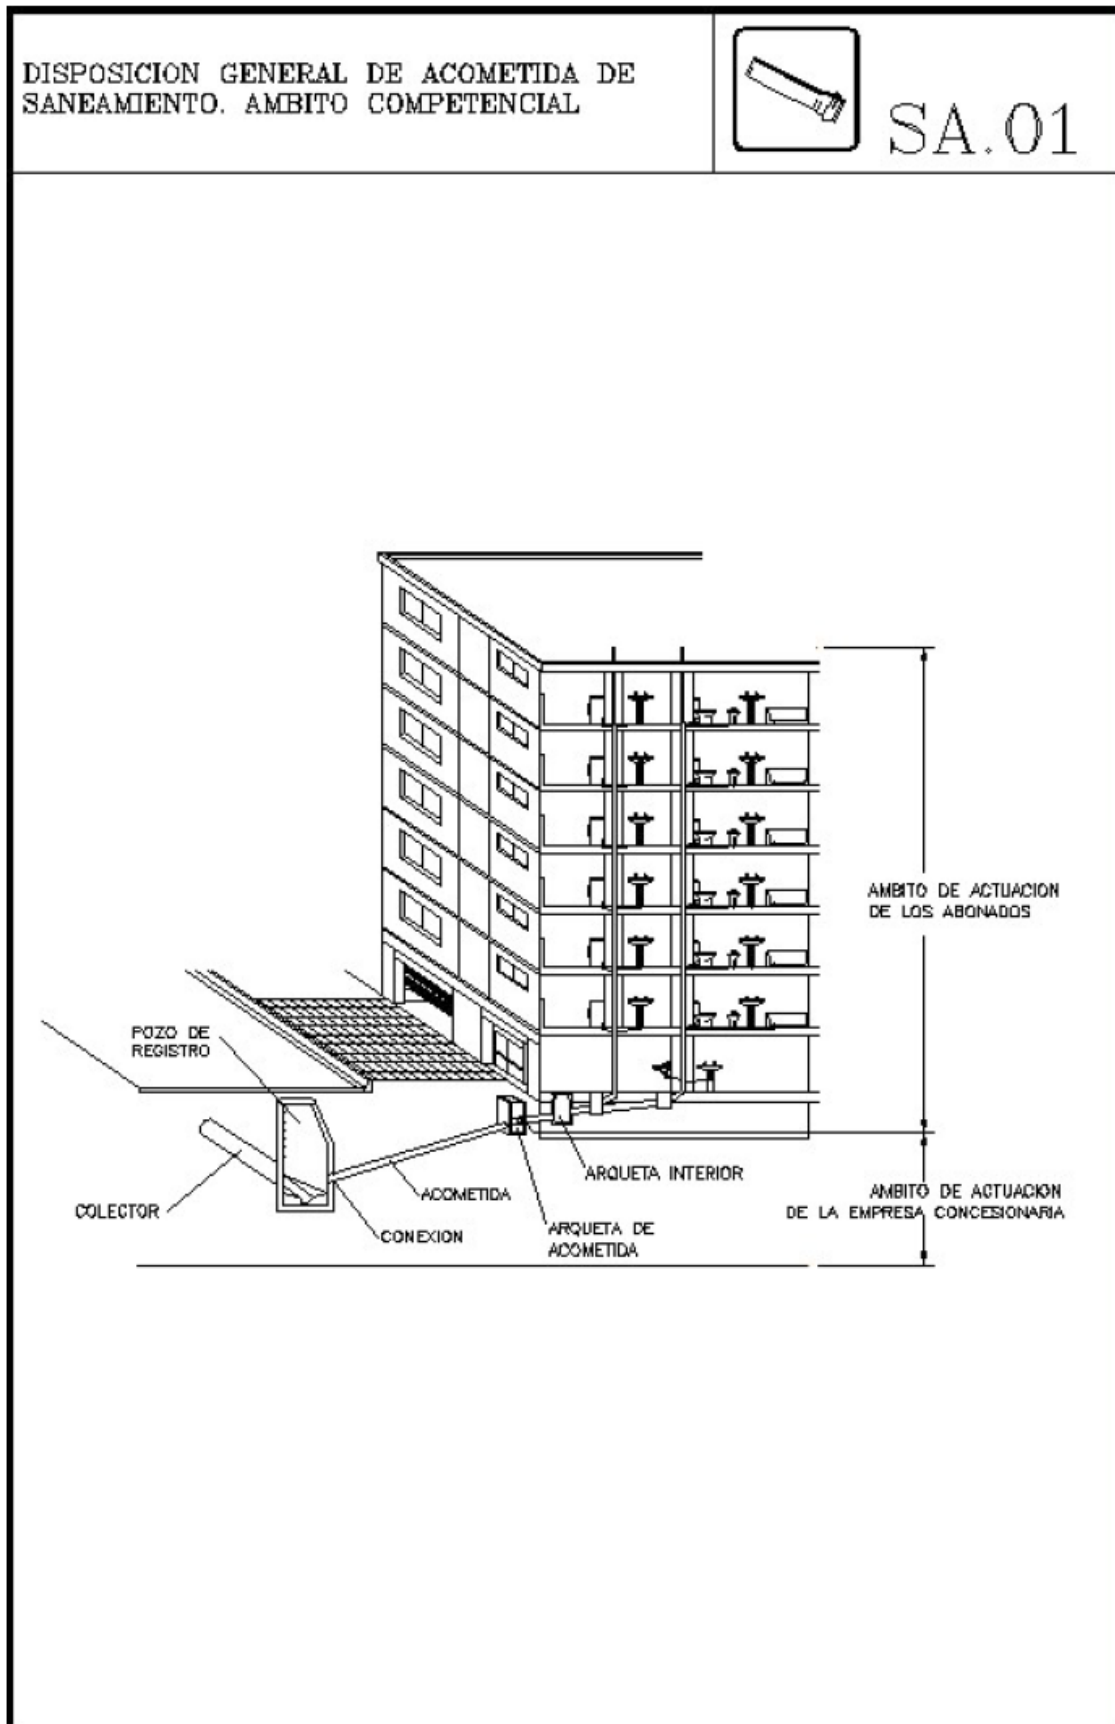 DISPOSICION GENERAL DE ACOMETIDA DE
SANEAMIENTO. AMBITO COMPETENCIAL
SA.01
AMBITO DE ACTUACION
DE LOS ABONADOS
POZO DE
REGISTRO
ARQUETA INTERIOR
ACOMETIDA
COLECTOR
CONEXION
ARQUETA DE
ACOMETIDA
AMBITO DE ACTUACION
DE LA EMPRESA CONCESIONARIA